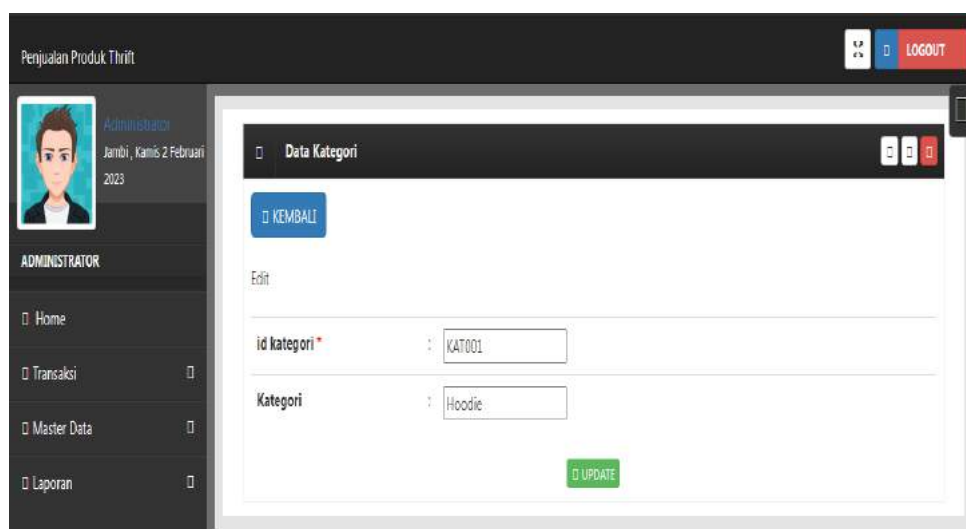 Penjualan Produk Thrift
LOGOUT
Administrator
Jambi , Kamis 2 Februari
2023
ADMINISTRATOR
Home
Transaksi
Master Data
Laporan
Data Kategori
KEMBALI
Edit
id kategori * : KAT001
Kategori : Hoodie
UPDATE